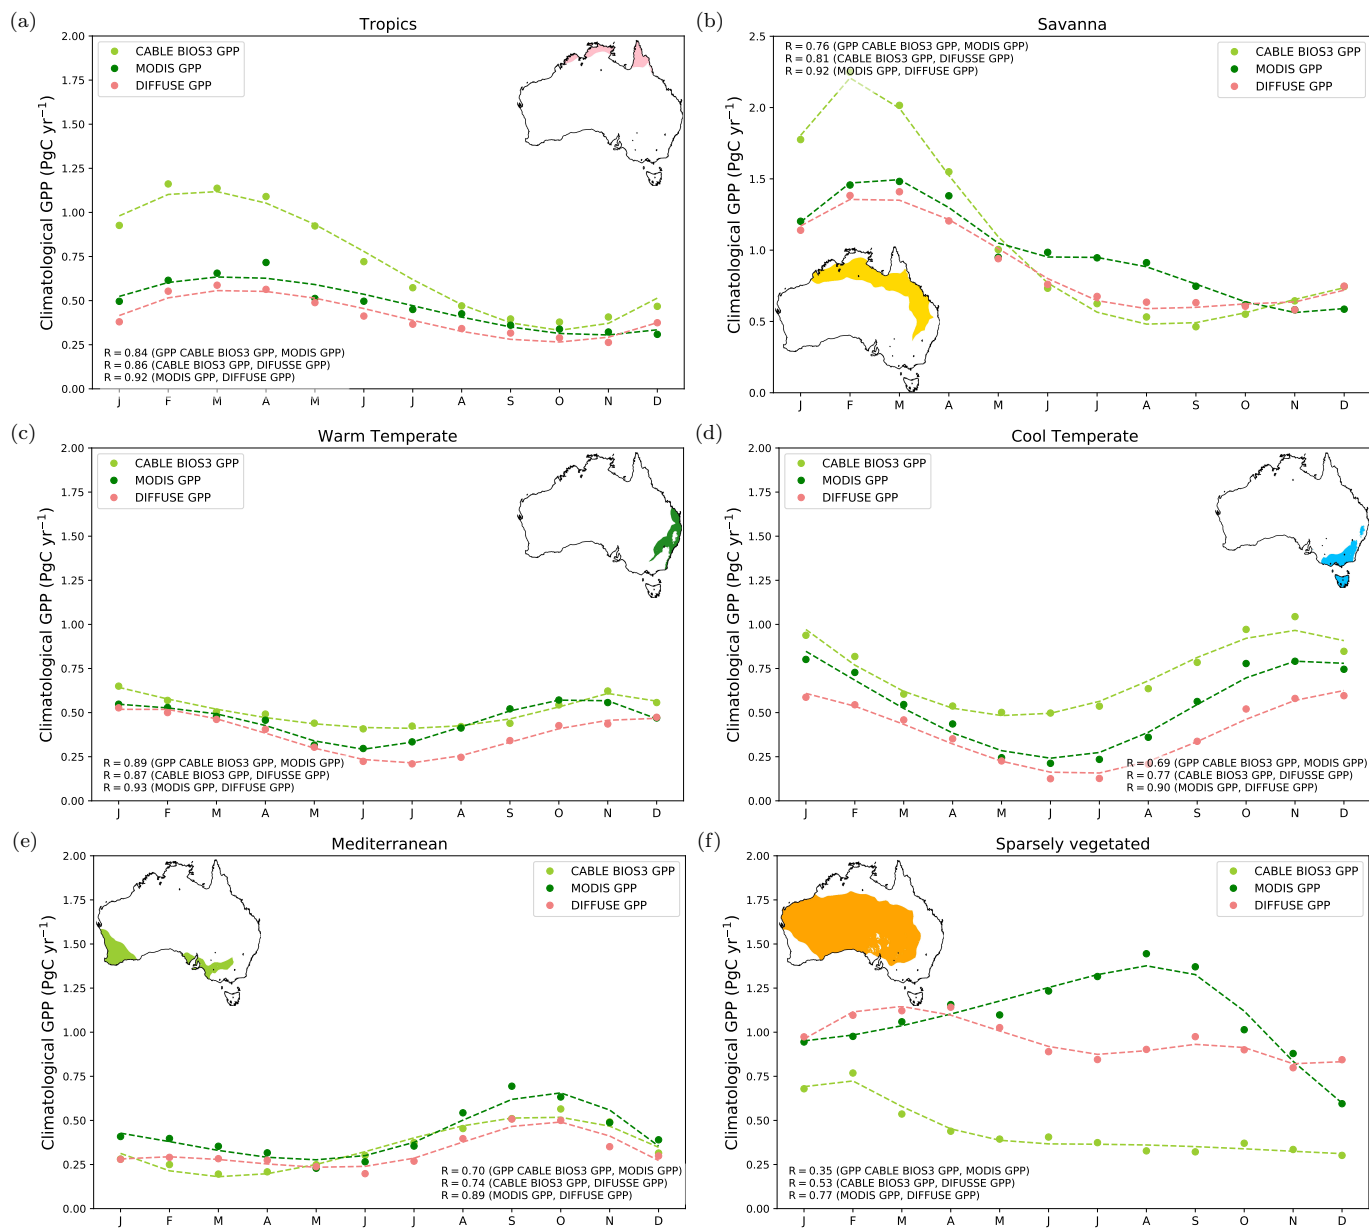 (a)
Tropics
Climatological GPP (PgC yr⁻¹)
2.00
1.75
1.50
1.25
1.00
0.75
0.50
0.25
0.00
CABLE BIOS3 GPP
MODIS GPP
DIFFUSE GPP
R = 0.84 (GPP CABLE BIOS3 GPP, MODIS GPP)
R = 0.86 (CABLE BIOS3 GPP, DIFUSSE GPP)
R = 0.92 (MODIS GPP, DIFFUSE GPP)
J F M A M J J A S O N D
(b)
Savanna
Climatological GPP (PgC yr⁻¹)
2.5
2.0
1.5
1.0
0.5
0.0
R = 0.76 (GPP CABLE BIOS3 GPP, MODIS GPP)
R = 0.81 (CABLE BIOS3 GPP, DIFUSSE GPP)
R = 0.92 (MODIS GPP, DIFFUSE GPP)
CABLE BIOS3 GPP
MODIS GPP
DIFFUSE GPP
J F M A M J J A S O N D
(c)
Warm Temperate
Climatological GPP (PgC yr⁻¹)
2.00
1.75
1.50
1.25
1.00
0.75
0.50
0.25
0.00
CABLE BIOS3 GPP
MODIS GPP
DIFFUSE GPP
R = 0.89 (GPP CABLE BIOS3 GPP, MODIS GPP)
R = 0.87 (CABLE BIOS3 GPP, DIFUSSE GPP)
R = 0.93 (MODIS GPP, DIFFUSE GPP)
J F M A M J J A S O N D
(d)
Cool Temperate
Climatological GPP (PgC yr⁻¹)
2.00
1.75
1.50
1.25
1.00
0.75
0.50
0.25
0.00
CABLE BIOS3 GPP
MODIS GPP
DIFFUSE GPP
R = 0.69 (GPP CABLE BIOS3 GPP, MODIS GPP)
R = 0.77 (CABLE BIOS3 GPP, DIFUSSE GPP)
R = 0.90 (MODIS GPP, DIFFUSE GPP)
J F M A M J J A S O N D
(e)
Mediterranean
Climatological GPP (PgC yr⁻¹)
2.00
1.75
1.50
1.25
1.00
0.75
0.50
0.25
0.00
CABLE BIOS3 GPP
MODIS GPP
DIFFUSE GPP
R = 0.70 (GPP CABLE BIOS3 GPP, MODIS GPP)
R = 0.74 (CABLE BIOS3 GPP, DIFUSSE GPP)
R = 0.89 (MODIS GPP, DIFFUSE GPP)
J F M A M J J A S O N D
(f)
Sparsely vegetated
Climatological GPP (PgC yr⁻¹)
2.00
1.75
1.50
1.25
1.00
0.75
0.50
0.25
0.00
CABLE BIOS3 GPP
MODIS GPP
DIFFUSE GPP
R = 0.35 (GPP CABLE BIOS3 GPP, MODIS GPP)
R = 0.53 (CABLE BIOS3 GPP, DIFUSSE GPP)
R = 0.77 (MODIS GPP, DIFFUSE GPP)
J F M A M J J A S O N D